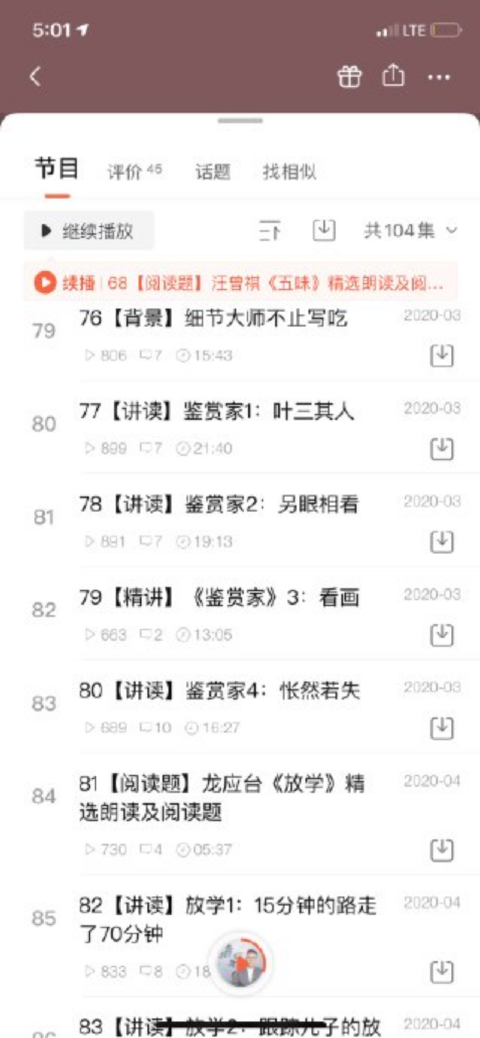 5:01
LTE
节目
评价 45
话题
找相似
继续播放
共104集
续播 | 68【阅读题】汪曾祺《五味》精选朗读及阅...
79
76【背景】细节大师不止写吃
2020-03
806 7 15:43
80
77【讲读】鉴赏家1：叶三其人
2020-03
899 7 21:40
81
78【讲读】鉴赏家2：另眼相看
2020-03
891 7 19:13
82
79【精讲】《鉴赏家》3：看画
2020-03
663 2 13:05
83
80【讲读】鉴赏家4：怅然若失
2020-03
689 10 16:27
84
81【阅读题】龙应台《放学》精
选朗读及阅读题
2020-04
730 4 05:37
85
82【讲读】放学1：15分钟的路走
了70分钟
2020-04
833 8
83【讲读】放学2：跟踪儿子的放
2020-04